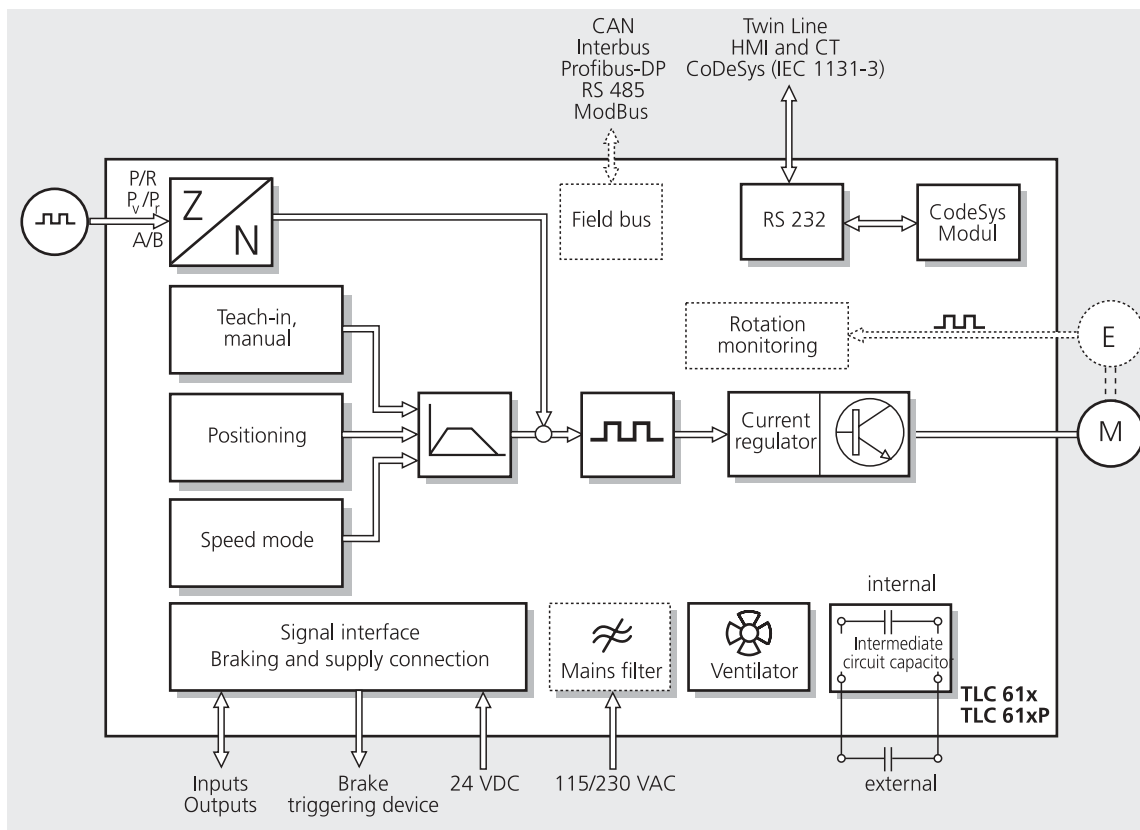 CAN
Interbus
Profibus-DP
RS 485
ModBus
Twin Line
HMI and CT
CoDeSys (IEC 1131-3)
P/R
Pv/Pr
A/B
Z
N
Field bus
RS 232
CodeSys
Modul
Teach-in,
manual
Rotation
monitoring
E
Positioning
Current
regulator
M
Speed mode
Signal interface
Braking and supply connection
Mains filter
Ventilator
internal
Intermediate
circuit capacitor
TLC 61x
TLC 61xP
Inputs
Outputs
Brake
triggering device
24 VDC
115/230 VAC
external